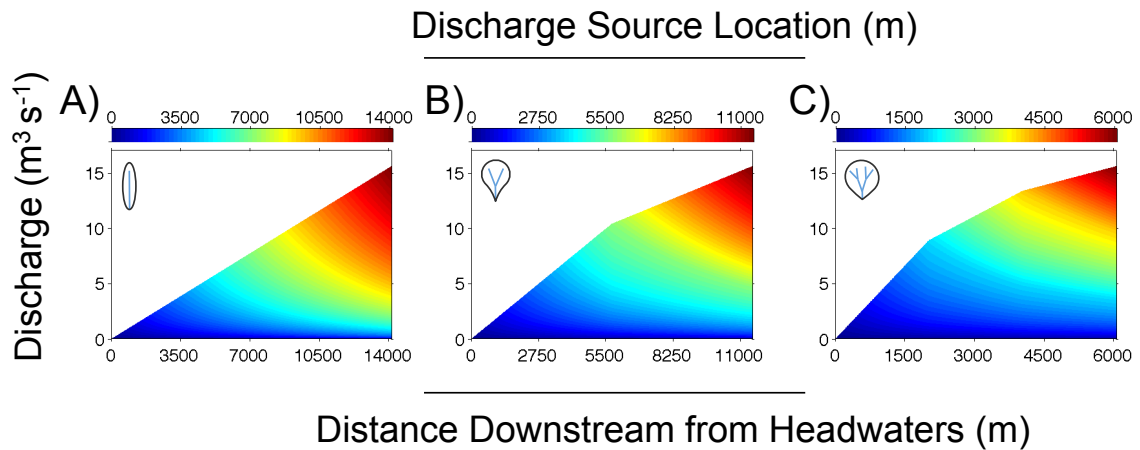 Discharge Source Location (m)
A)
0 3500 7000 10500 14000
B)
0 2750 5500 8250 11000
C)
0 1500 3000 4500 6000
Discharge (m³ s⁻¹)
15
10
5
0
0 3500 7000 10500 14000
15
10
5
0
0 2750 5500 8250 11000
15
10
5
0
0 1500 3000 4500 6000
Distance Downstream from Headwaters (m)